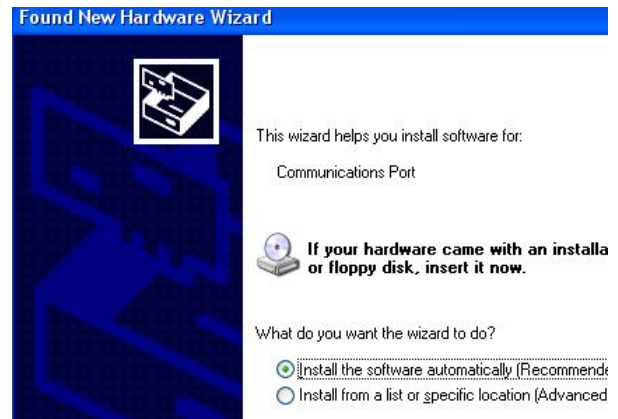 Found New Hardware Wizard
This wizard helps you install software for:
Communications Port
If your hardware came with an installa
or floppy disk, insert it now.
What do you want the wizard to do?
Install the software automatically (Recommende
Install from a list or specific location (Advanced